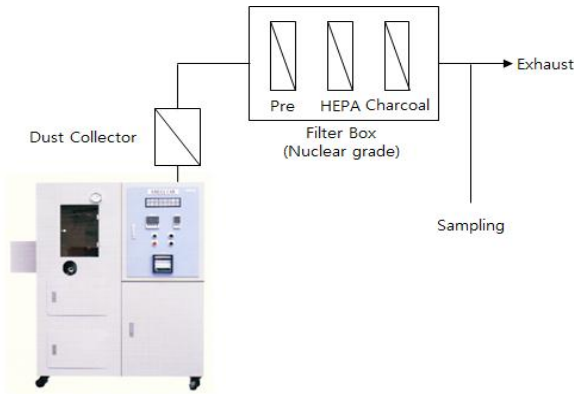 Pre
HEPA
Charcoal
Exhaust
Dust Collector
Filter Box
(Nuclear grade)
Sampling